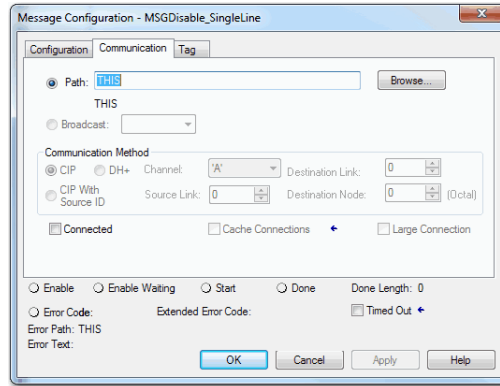 Message Configuration - MSGDisable_SingleLine
Configuration Communication Tag
Path: THIS Browse...
THIS
Broadcast:
Communication Method
CIP DH+ Channel: 'A' Destination Link: 0
CIP With Source ID Source Link: 0 Destination Node: 0 (Octal)
Connected Cache Connections Large Connection
Enable Enable Waiting Start Done Done Length: 0
Error Code: Extended Error Code: Timed Out
Error Path: THIS
Error Text:
OK Cancel Apply Help